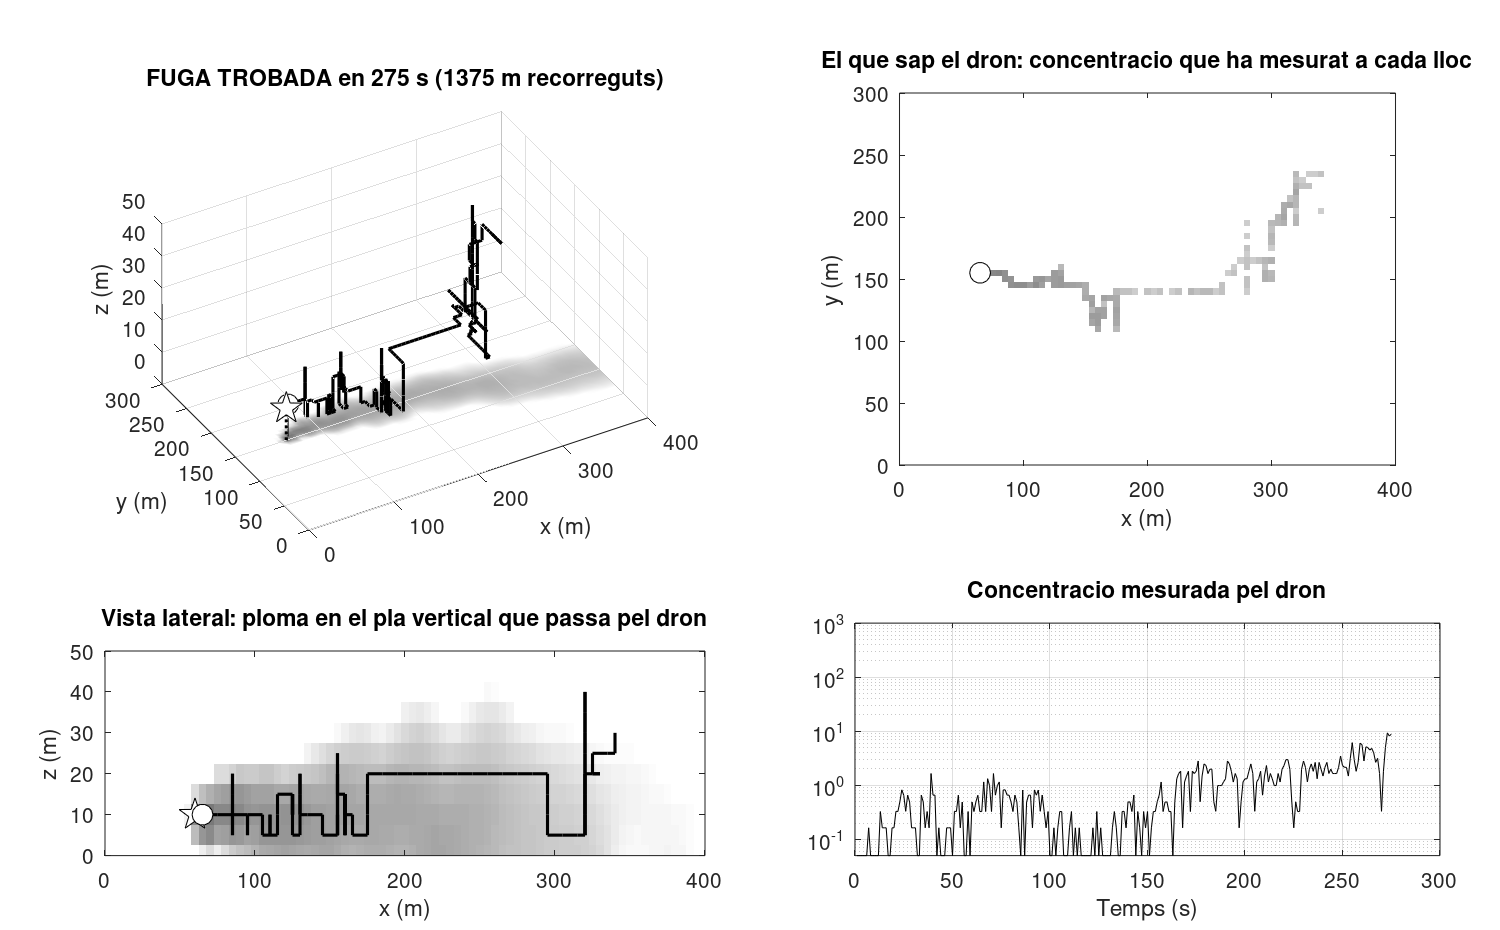 FUGA TROBADA en 275 s (1375 m recorreguts)
50
40
30
20
10
0
z (m)
300
250
200
150
100
50
0
y (m)
0
100
200
300
400
x (m)
El que sap el dron: concentracio que ha mesurat a cada lloc
300
250
200
150
100
50
0
y (m)
0 100 200 300 400
x (m)
Vista lateral: ploma en el pla vertical que passa pel dron
50
40
30
20
10
0
z (m)
0 100 200 300 400
x (m)
Concentracio mesurada pel dron
10^3
10^2
10^1
10^0
10^-1
0 50 100 150 200 250 300
Temps (s)